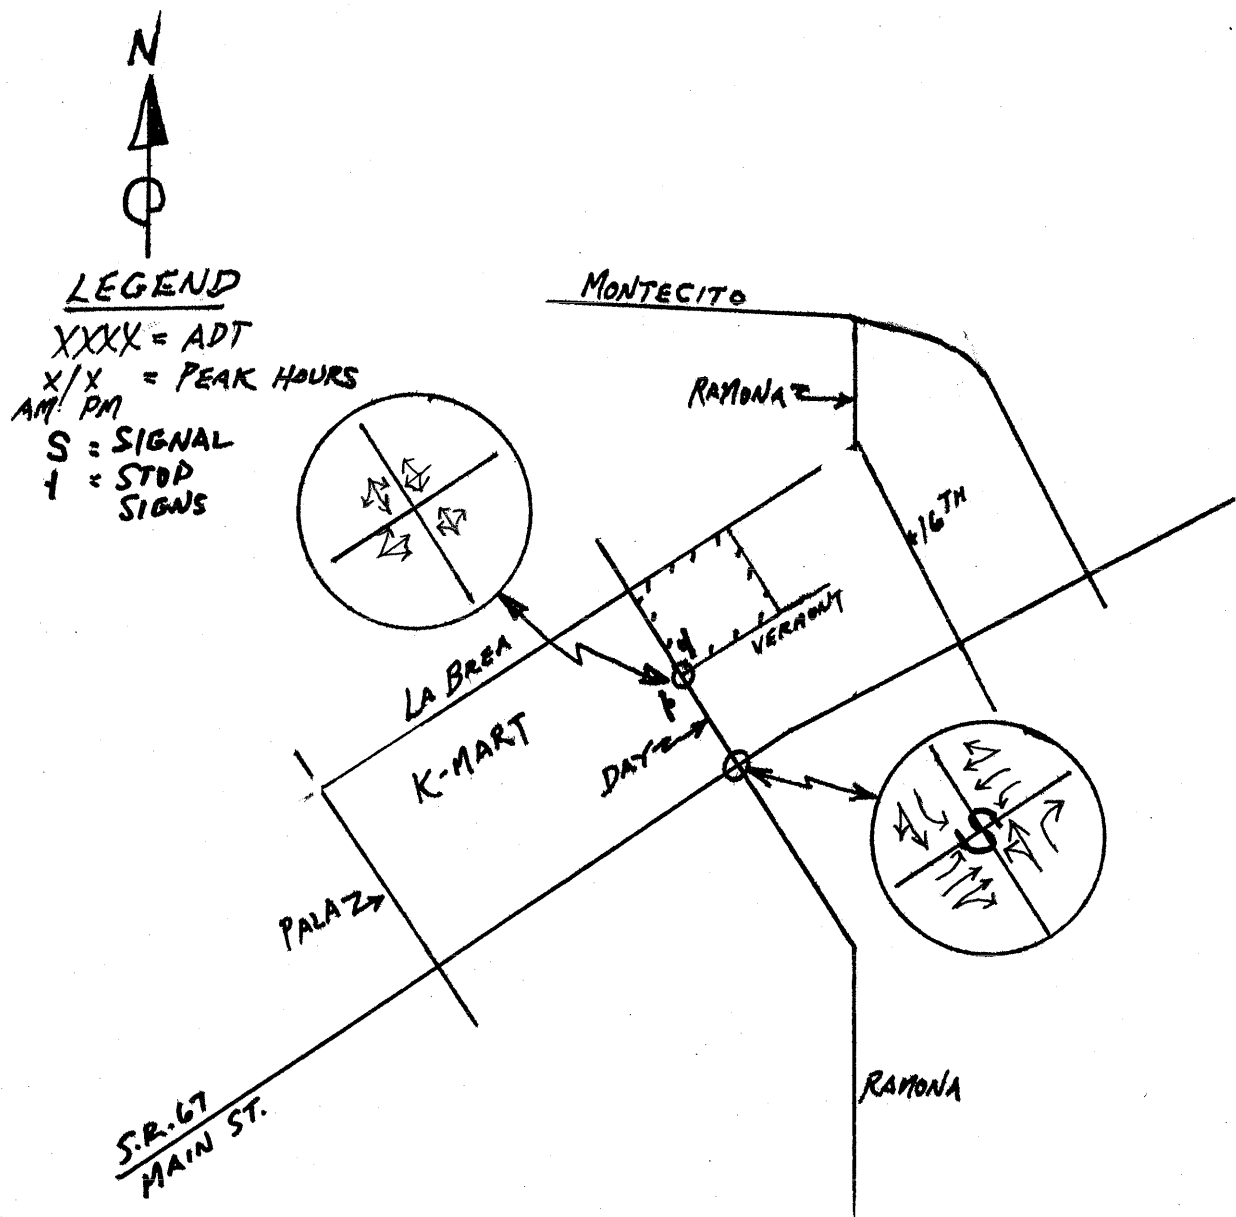 N
LEGEND
XXXX = ADT
X/X = PEAK HOURS
AM PM
S = SIGNAL
= STOP
SIGNS
MONTECITO
RAMONA
16TH
VERMONT
LA BREA
K-MART
DAY
S
PALA
S.R. 67
MAIN ST.
RAMONA